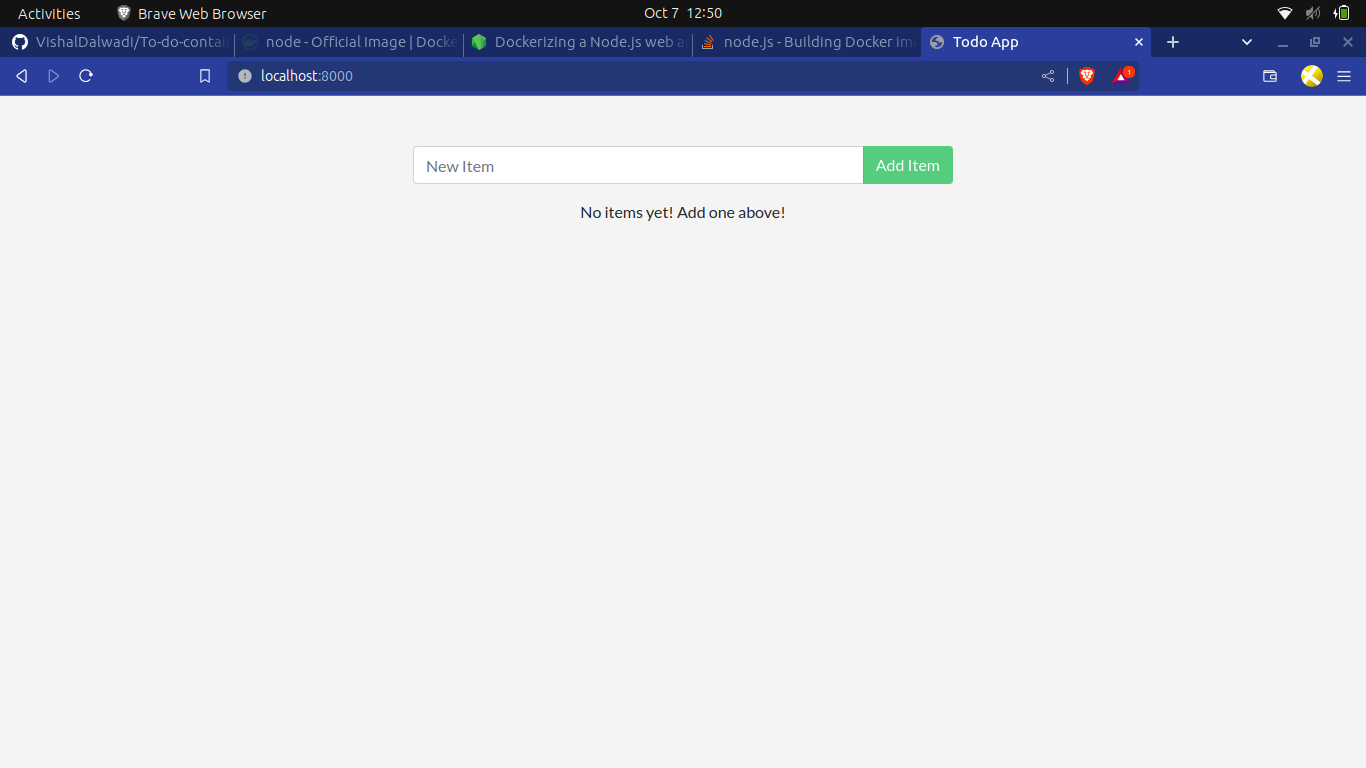 Activities Brave Web Browser Oct 7 12:50
VishalDalwadi/To-do-contai node - Official Image | Docke Dockerizing a Node.js web a node.js - Building Docker Ima Todo App
localhost:8000 1
New Item Add Item
No items yet! Add one above!